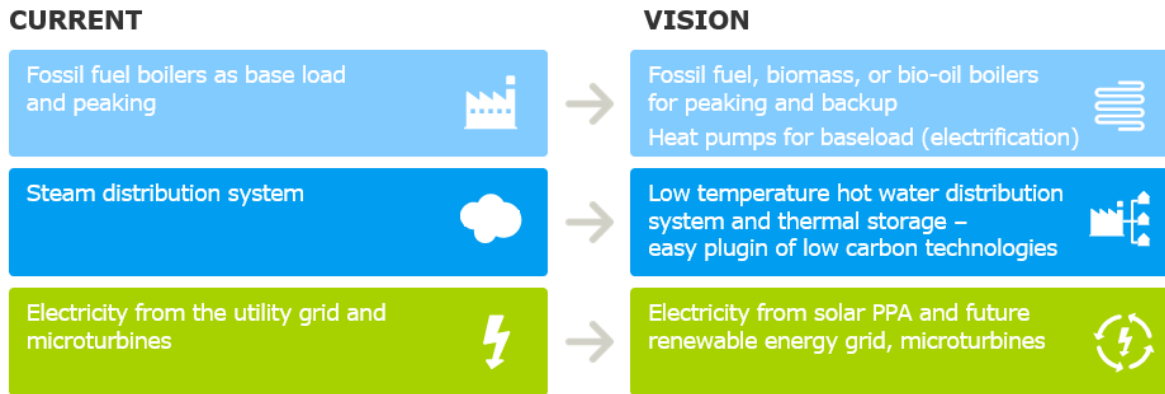 CURRENT
VISION
Fossil fuel boilers as base load
and peaking
Fossil fuel, biomass, or bio-oil boilers
for peaking and backup
Heat pumps for baseload (electrification)
Steam distribution system
Low temperature hot water distribution
system and thermal storage –
easy plugin of low carbon technologies
Electricity from the utility grid and
microturbines
Electricity from solar PPA and future
renewable energy grid, microturbines